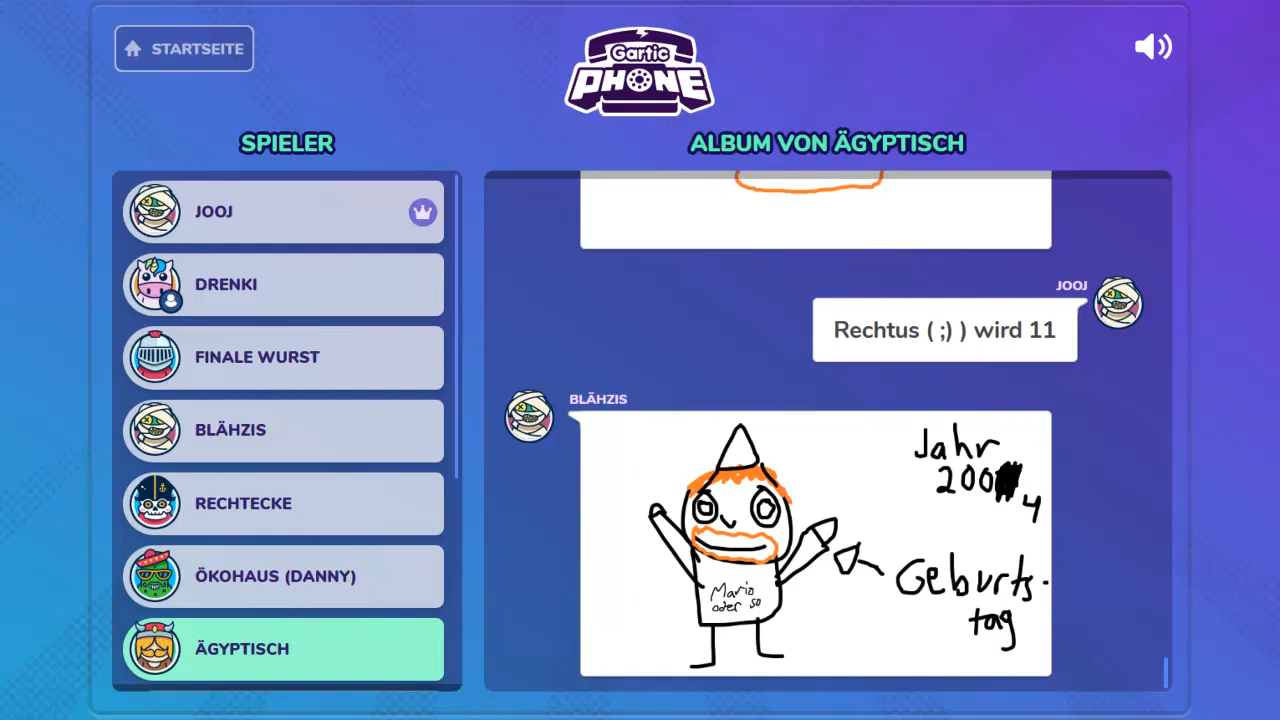 STARTSEITE
Gartic
PHONE
SPIELER
ALBUM VON ÄGYPTISCH
JOOJ
DRENKI
FINALE WURST
BLÄHZIS
RECHTECKE
ÖKOHAUS (DANNY)
ÄGYPTISCH
JOOJ
Rechtus ( ;) ) wird 11
BLÄHZIS
Jahr
200 4
Geburts-
tag
Mario
oder so